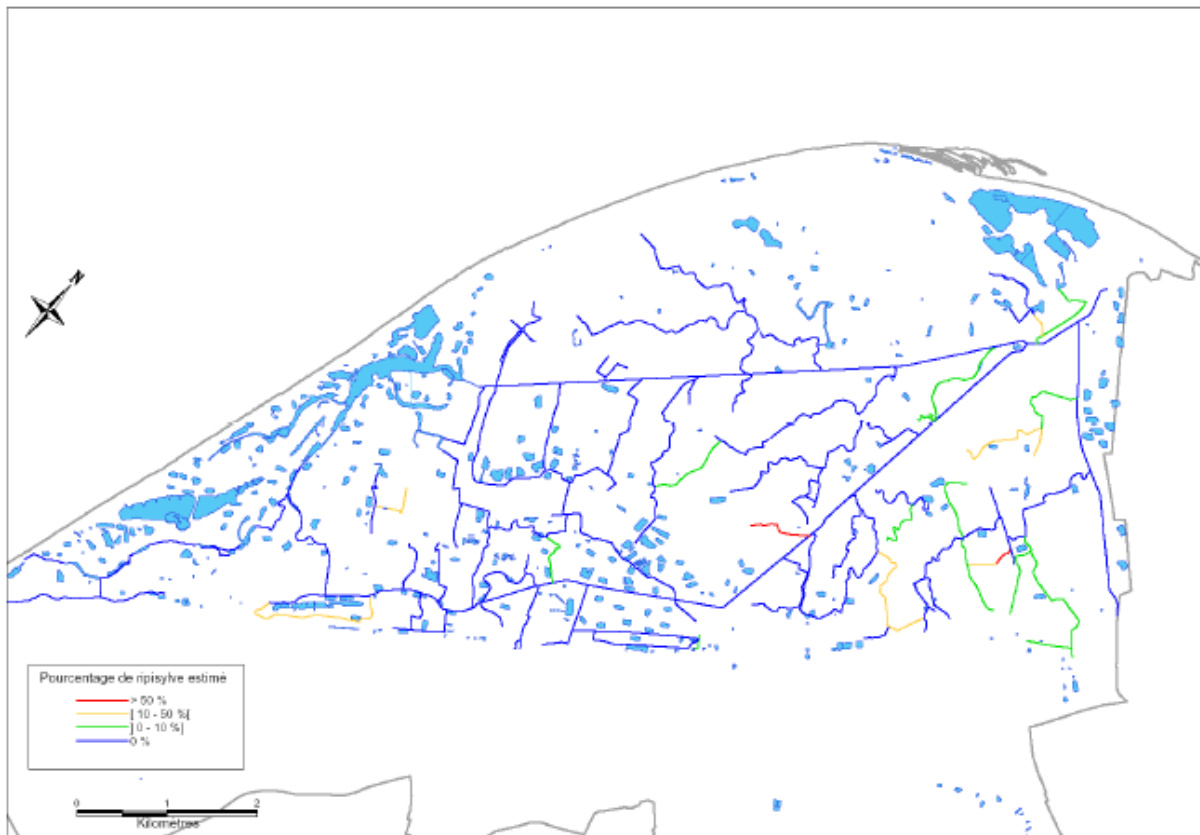 N
Pourcentage de ripisylve estimé
> 50 %
[ 10 - 50 %[
] 0 - 10 %[
0 %
0 1 2
Kilomètres